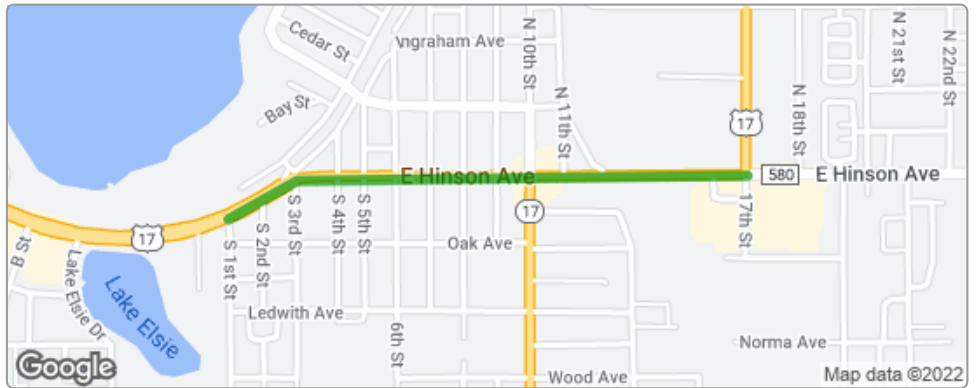 Cedar St
Ingraham Ave
N 10th St
N 21st St
N 22nd St
Bay St
N 11th St
17
N 18th St
E Hinson Ave
580
E Hinson Ave
S 3rd St
S 4th St
S 5th St
17
17th St
17
S 1st St
S 2nd St
Oak Ave
B St
Lake Elsie Dr
Lake Elsie
Ledwith Ave
6th St
Norma Ave
Google
Wood Ave
Map data ©2022